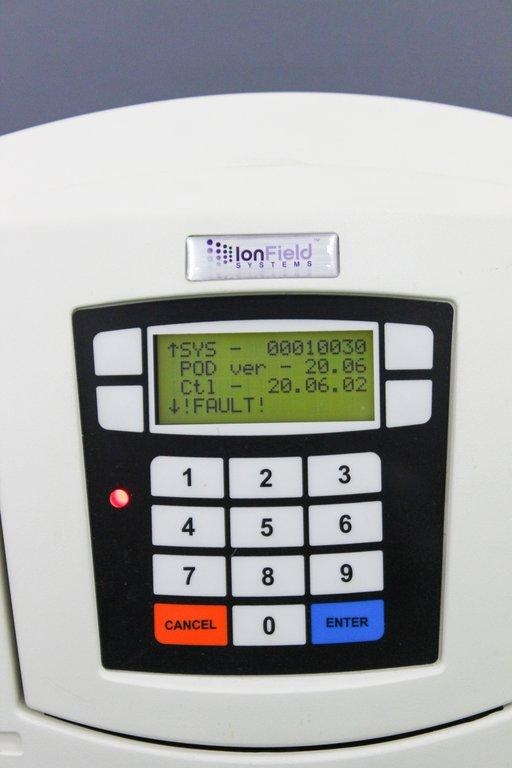 IonField™
SYSTEMS
↑SYS - 00010030
POD ver - 20.06
Ctl - 20.06.02
↓!FAULT!
1 2 3
4 5 6
7 8 9
CANCEL 0 ENTER